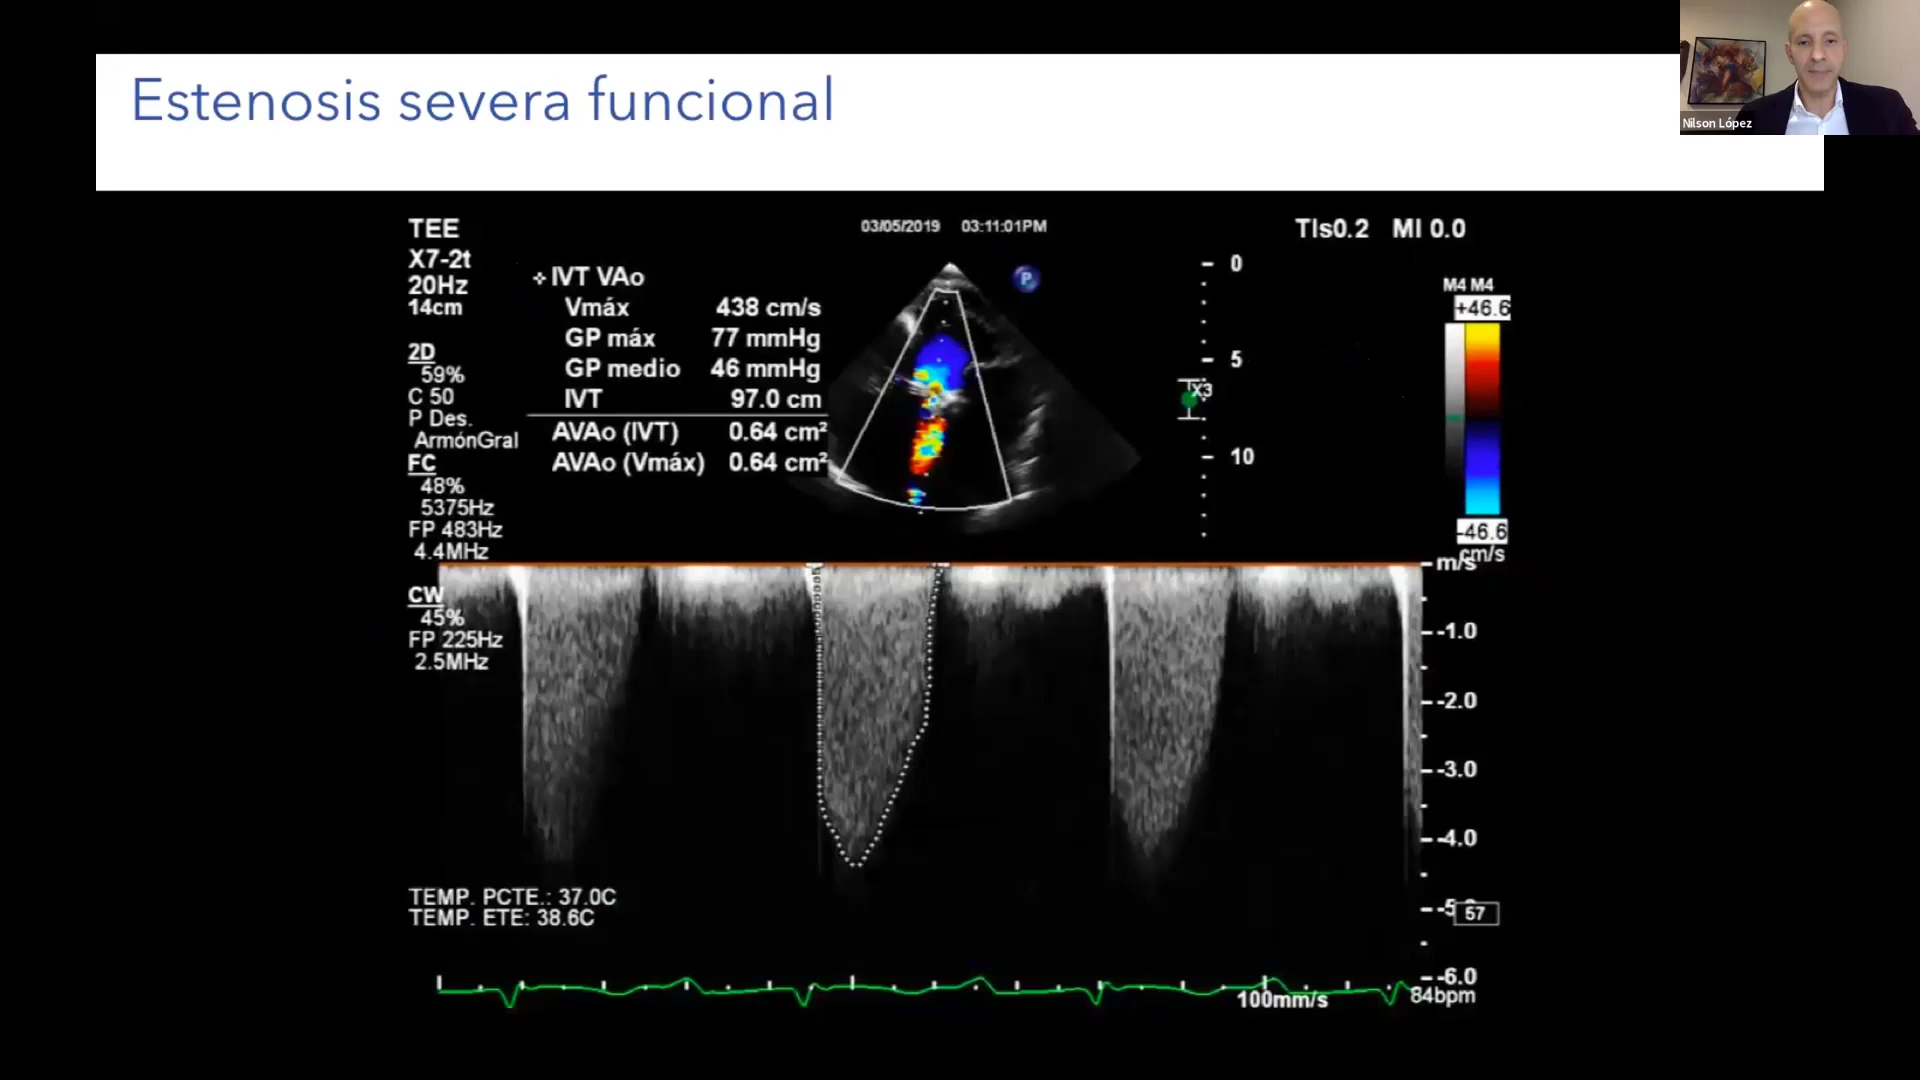 Estenosis severa funcional
Nilson López
TEE
X7-2t
20Hz
14cm
2D
59%
C 50
P Des.
ArmónGral
FC
48%
5375Hz
FP 483Hz
4.4MHz
CW
45%
FP 225Hz
2.5MHz
IVT VAo
Vmáx 438 cm/s
GP máx 77 mmHg
GP medio 46 mmHg
IVT 97.0 cm
AVAo (IVT) 0.64 cm²
AVAo (Vmáx) 0.64 cm²
03/05/2019 03:11:01PM
P
TIs0.2 MI 0.0
0
5
X3
10
M4 M4
+46.6
-46.6
cm/s
m/s
-1.0
-2.0
-3.0
-4.0
57
-6.0
TEMP. PCTE.: 37.0C
TEMP. ETE: 38.6C
100mm/s
84bpm